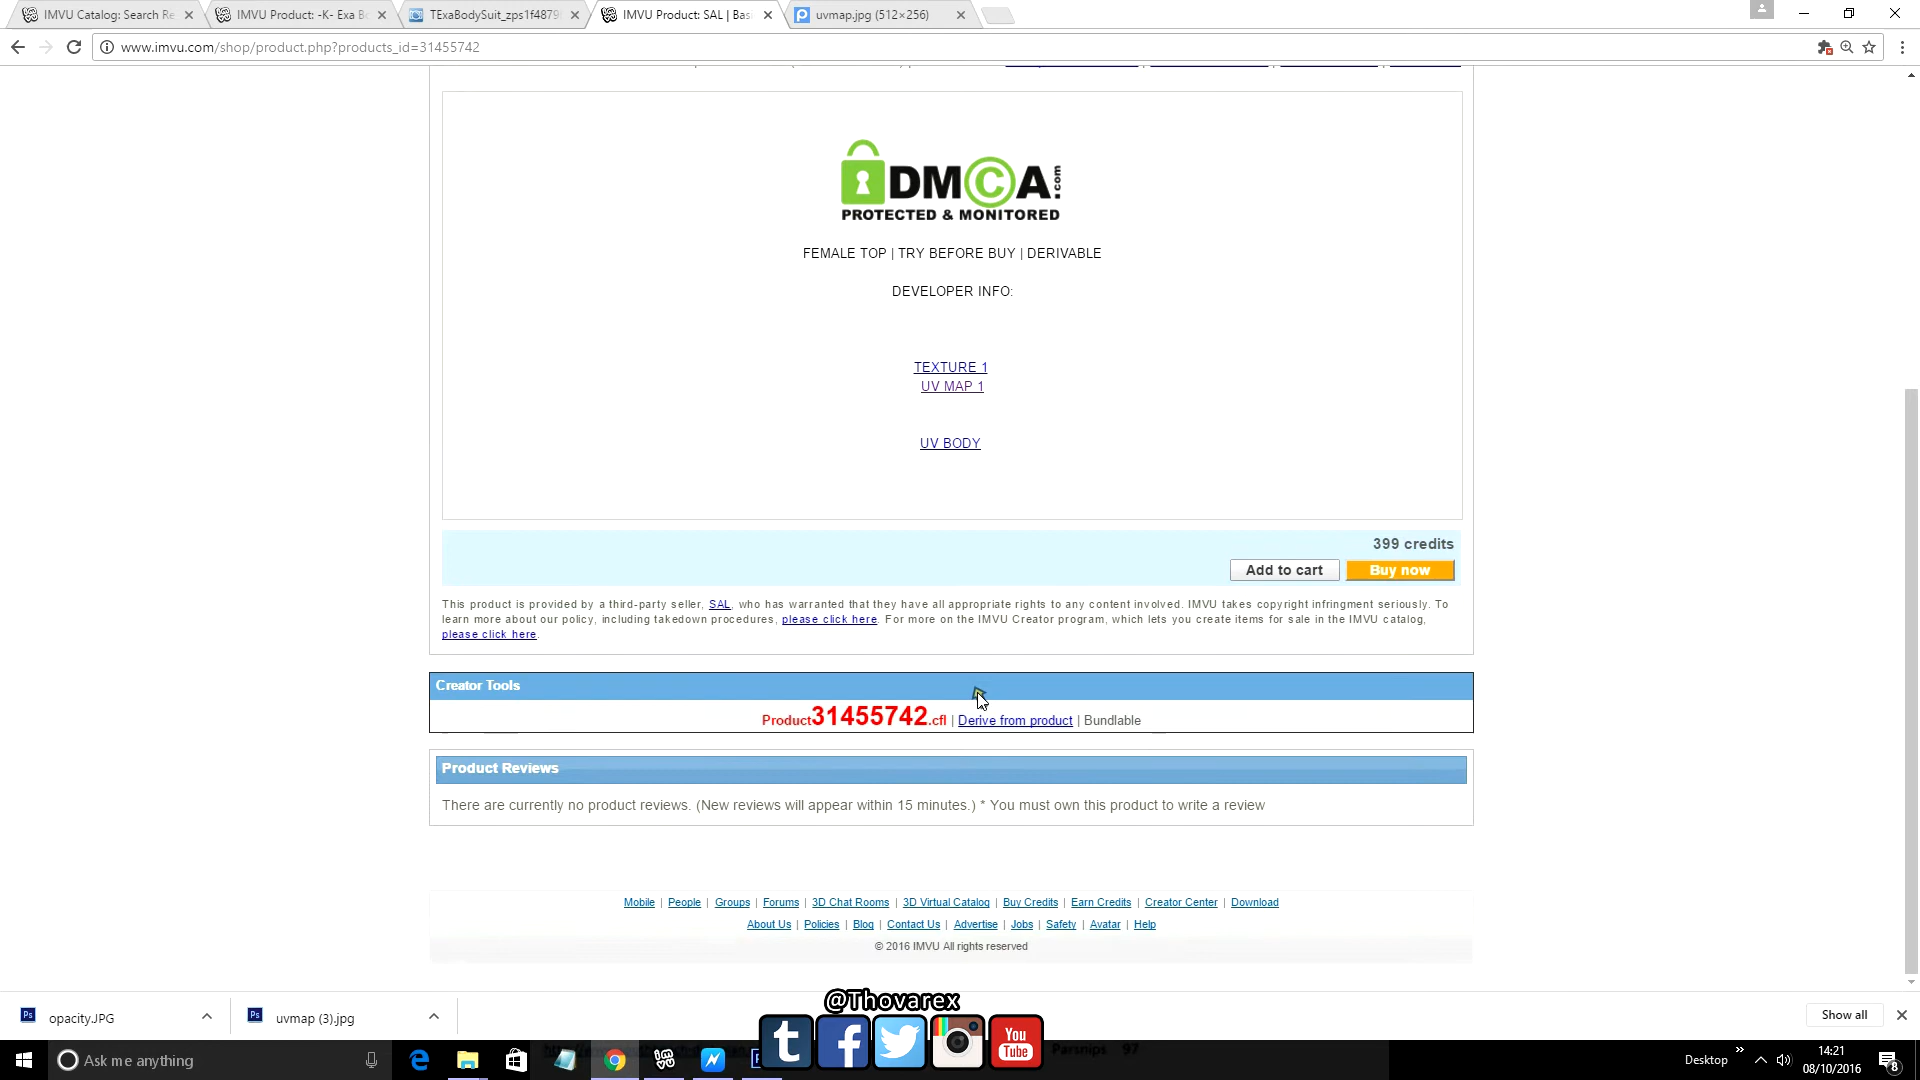 IMVU Catalog: Search Re
IMVU Product: -K- Exa Bo
TExaBodySuit_zps1f4879
IMVU Product: SAL | Bas
uvmap.jpg (512×256)
www.imvu.com/shop/product.php?products_id=31455742
DMCA.com
PROTECTED & MONITORED
FEMALE TOP | TRY BEFORE BUY | DERIVABLE
DEVELOPER INFO:
TEXTURE 1
UV MAP 1
UV BODY
399 credits
Add to cart
Buy now
This product is provided by a third-party seller, SAL, who has warranted that they have all appropriate rights to any content involved. IMVU takes copyright infringment seriously. To
learn more about our policy, including takedown procedures, please click here. For more on the IMVU Creator program, which lets you create items for sale in the IMVU catalog,
please click here.
Creator Tools
Product31455742.cfl | Derive from product | Bundlable
Product Reviews
There are currently no product reviews. (New reviews will appear within 15 minutes.) * You must own this product to write a review
Mobile | People | Groups | Forums | 3D Chat Rooms | 3D Virtual Catalog | Buy Credits | Earn Credits | Creator Center | Download
About Us | Policies | Blog | Contact Us | Advertise | Jobs | Safety | Avatar | Help
© 2016 IMVU All rights reserved
opacity.JPG
uvmap (3).jpg
Show all
@Thovarex
You
Tube
Parsnips 97
Ask me anything
Desktop
14:21
08/10/2016
8